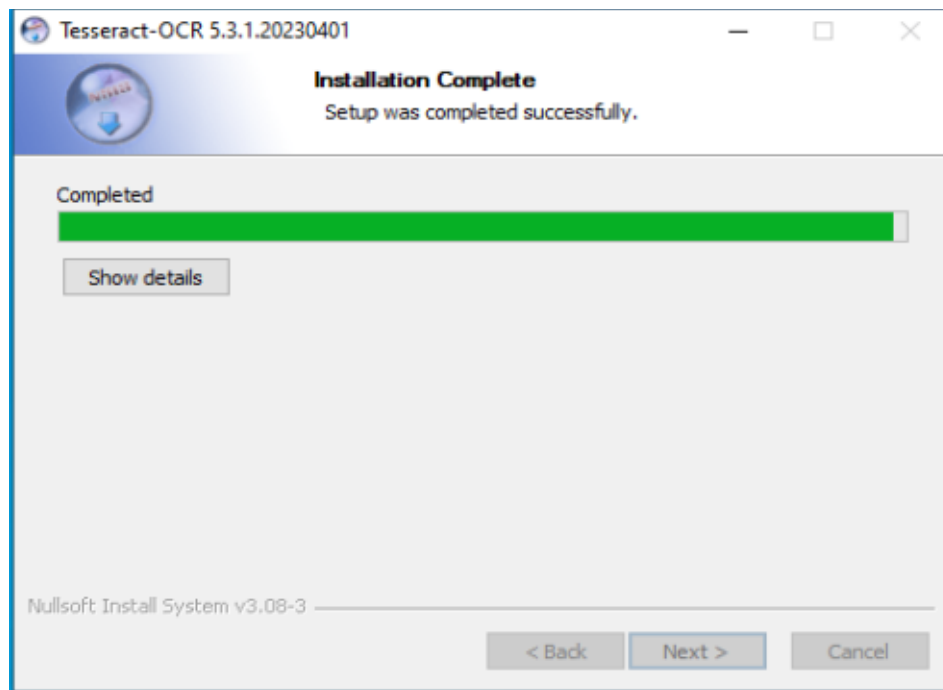 Tesseract-OCR 5.3.1.20230401
Installation Complete
Setup was completed successfully.
Completed
Show details
Nullsoft Install System v3.08-3
< Back Next > Cancel